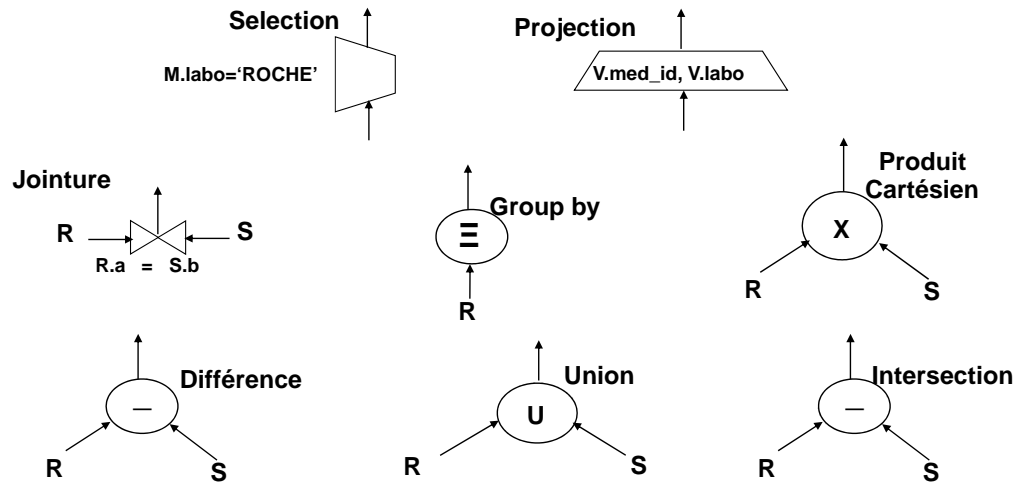 Selection
Projection
M.labo=‘ROCHE’
V.med_id, V.labo
Jointure
R
S
R.a = S.b
Group by
Ξ
R
Produit
Cartésien
X
R
S
Différence
–
R
S
Union
U
R
S
Intersection
–
R
S